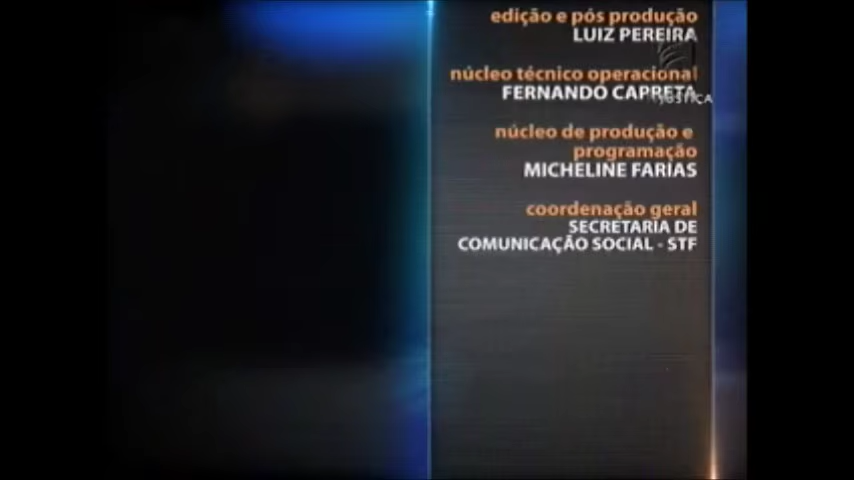 edição e pós produção
LUIZ PEREIRA
núcleo técnico operacional
FERNANDO CAPRETA
JUSTIÇA
núcleo de produção e
programação
MICHELINE FARIAS
coordenação geral
SECRETARIA DE
COMUNICAÇÃO SOCIAL - STF